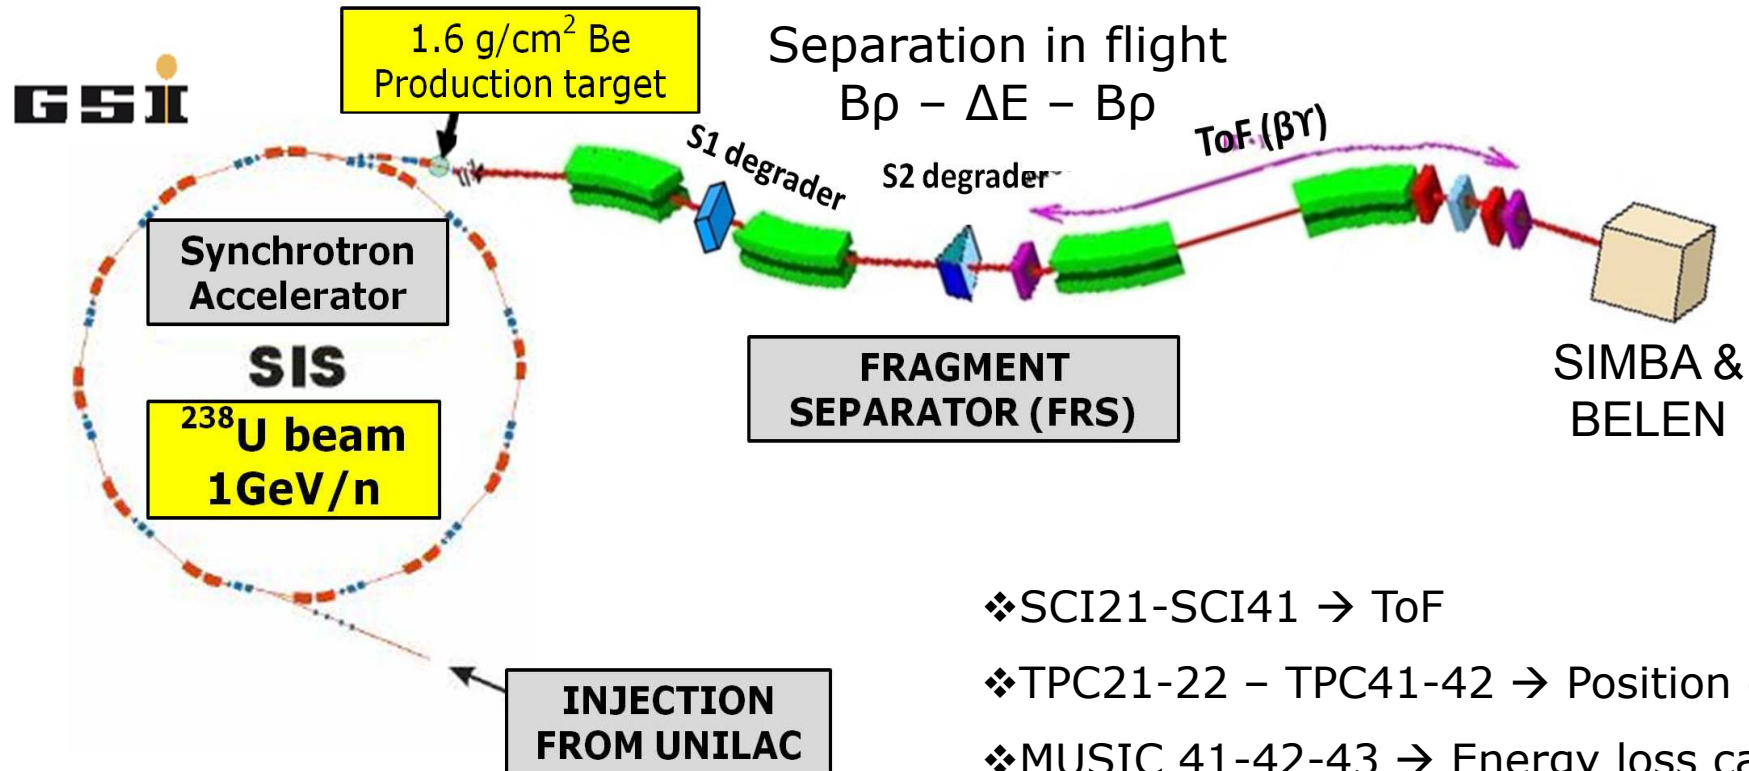 GSI
1.6 g/cm² Be
Production target
Separation in flight
Bρ – ΔE – Bρ
S1 degrader
S2 degrader
ToF (βϒ)
Synchrotron
Accelerator
SIS
²³⁸U beam
1GeV/n
FRAGMENT
SEPARATOR (FRS)
SIMBA &
BELEN
INJECTION
FROM UNILAC
❖SCI21-SCI41 → ToF
❖TPC21-22 – TPC41-42 → Position
❖MUSIC 41-42-43 → Energy loss